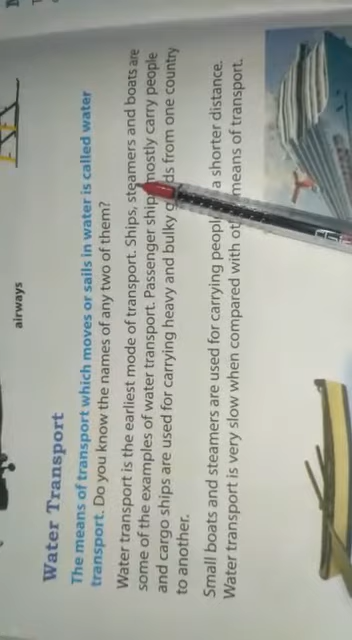 airways
Water Transport
The means of transport which moves or sails in water is called water
transport. Do you know the names of any two of them?
Water transport is the earliest mode of transport. Ships, steamers and boats are
some of the examples of water transport. Passenger ships mostly carry people
and cargo ships are used for carrying heavy and bulky goods from one country
to another.
Small boats and steamers are used for carrying people a shorter distance.
Water transport is very slow when compared with other means of transport.